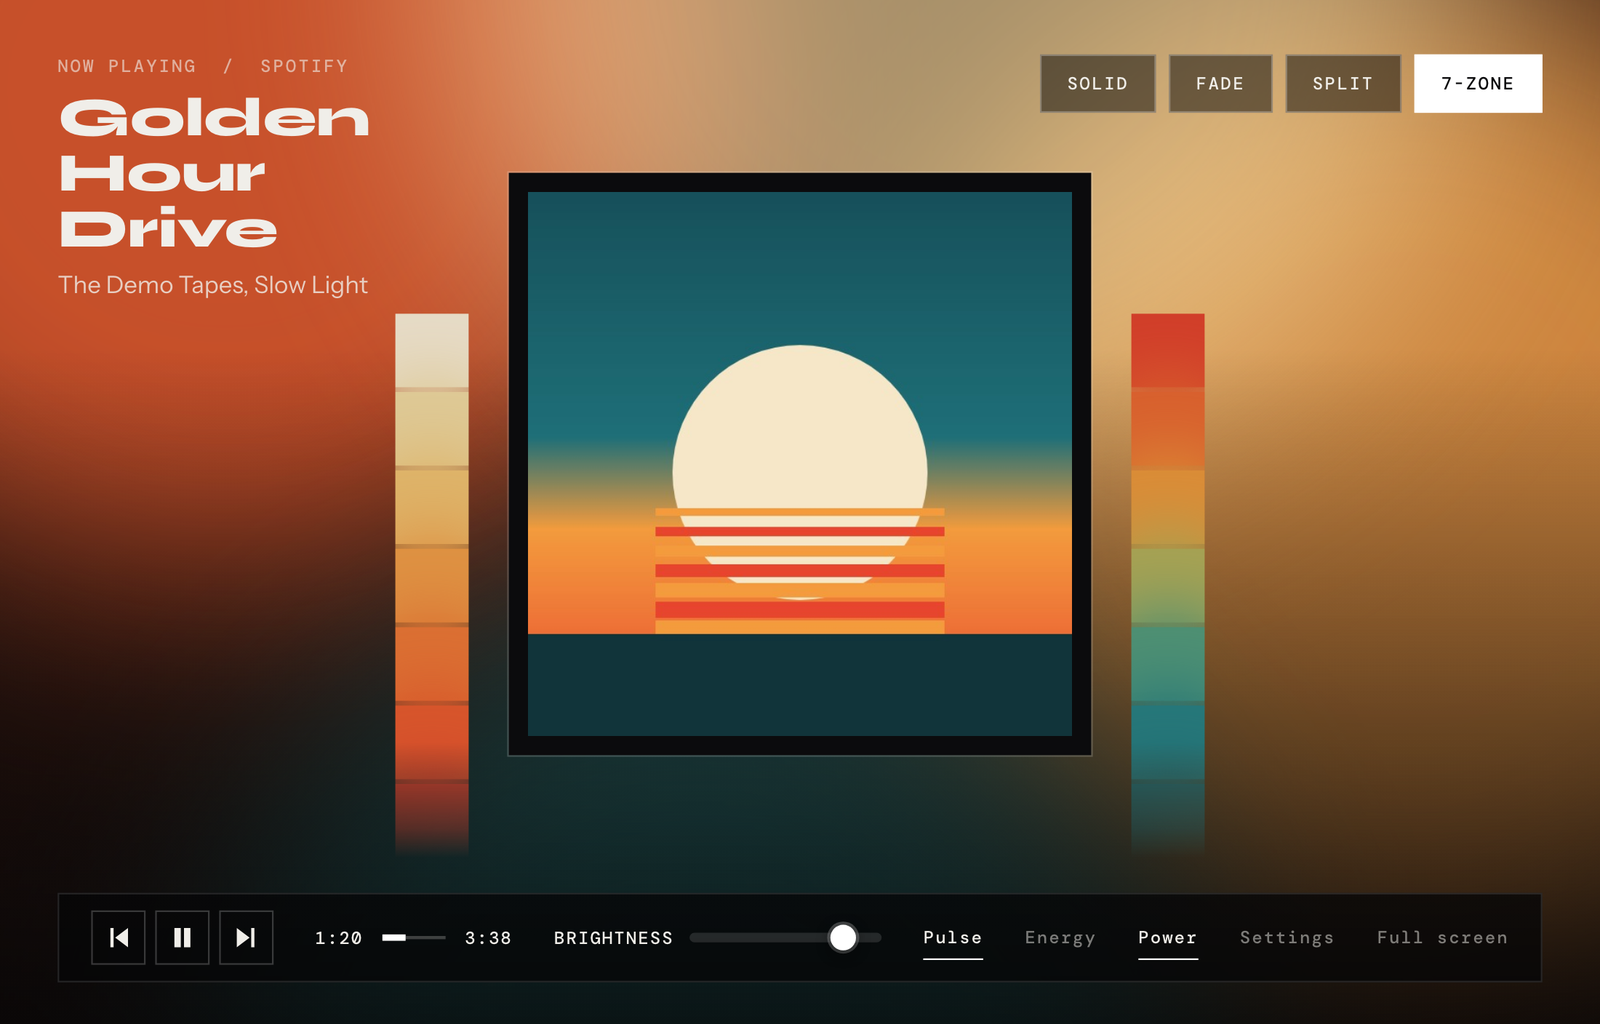 NOW PLAYING / SPOTIFY
Golden
Hour
Drive
The Demo Tapes, Slow Light
SOLID
FADE
SPLIT
7-ZONE
1:20
3:38
BRIGHTNESS
Pulse
Energy
Power
Settings
Full screen